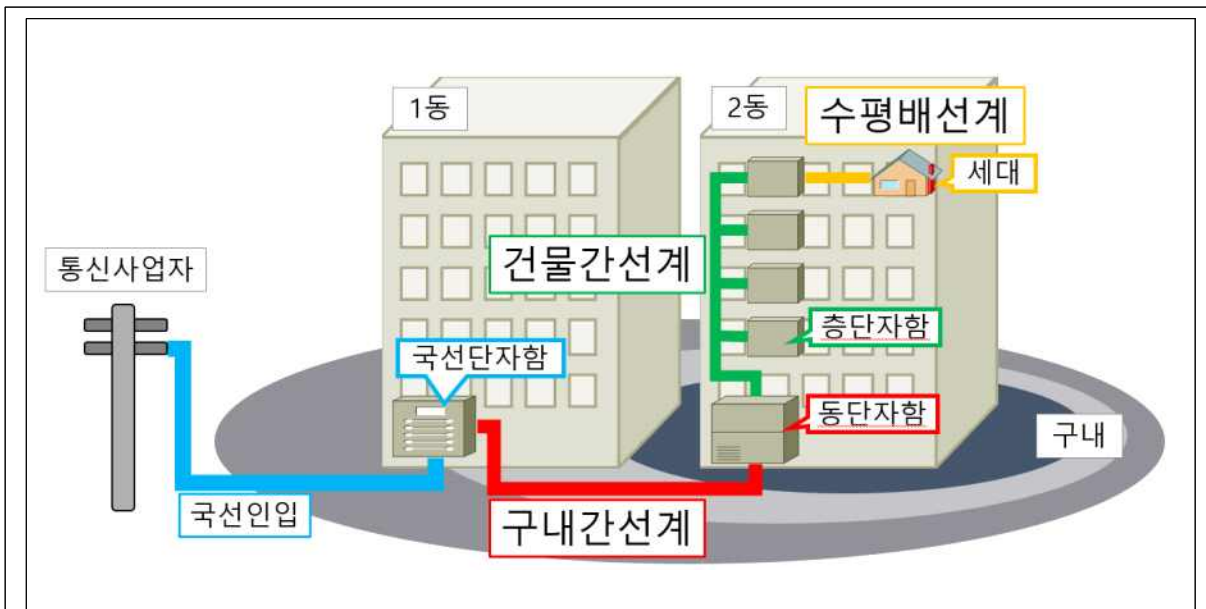 1동
2동
수평배선계
세대
건물간선계
통신사업자
층단자함
국선단자함
동단자함
구내
국선인입
구내간선계